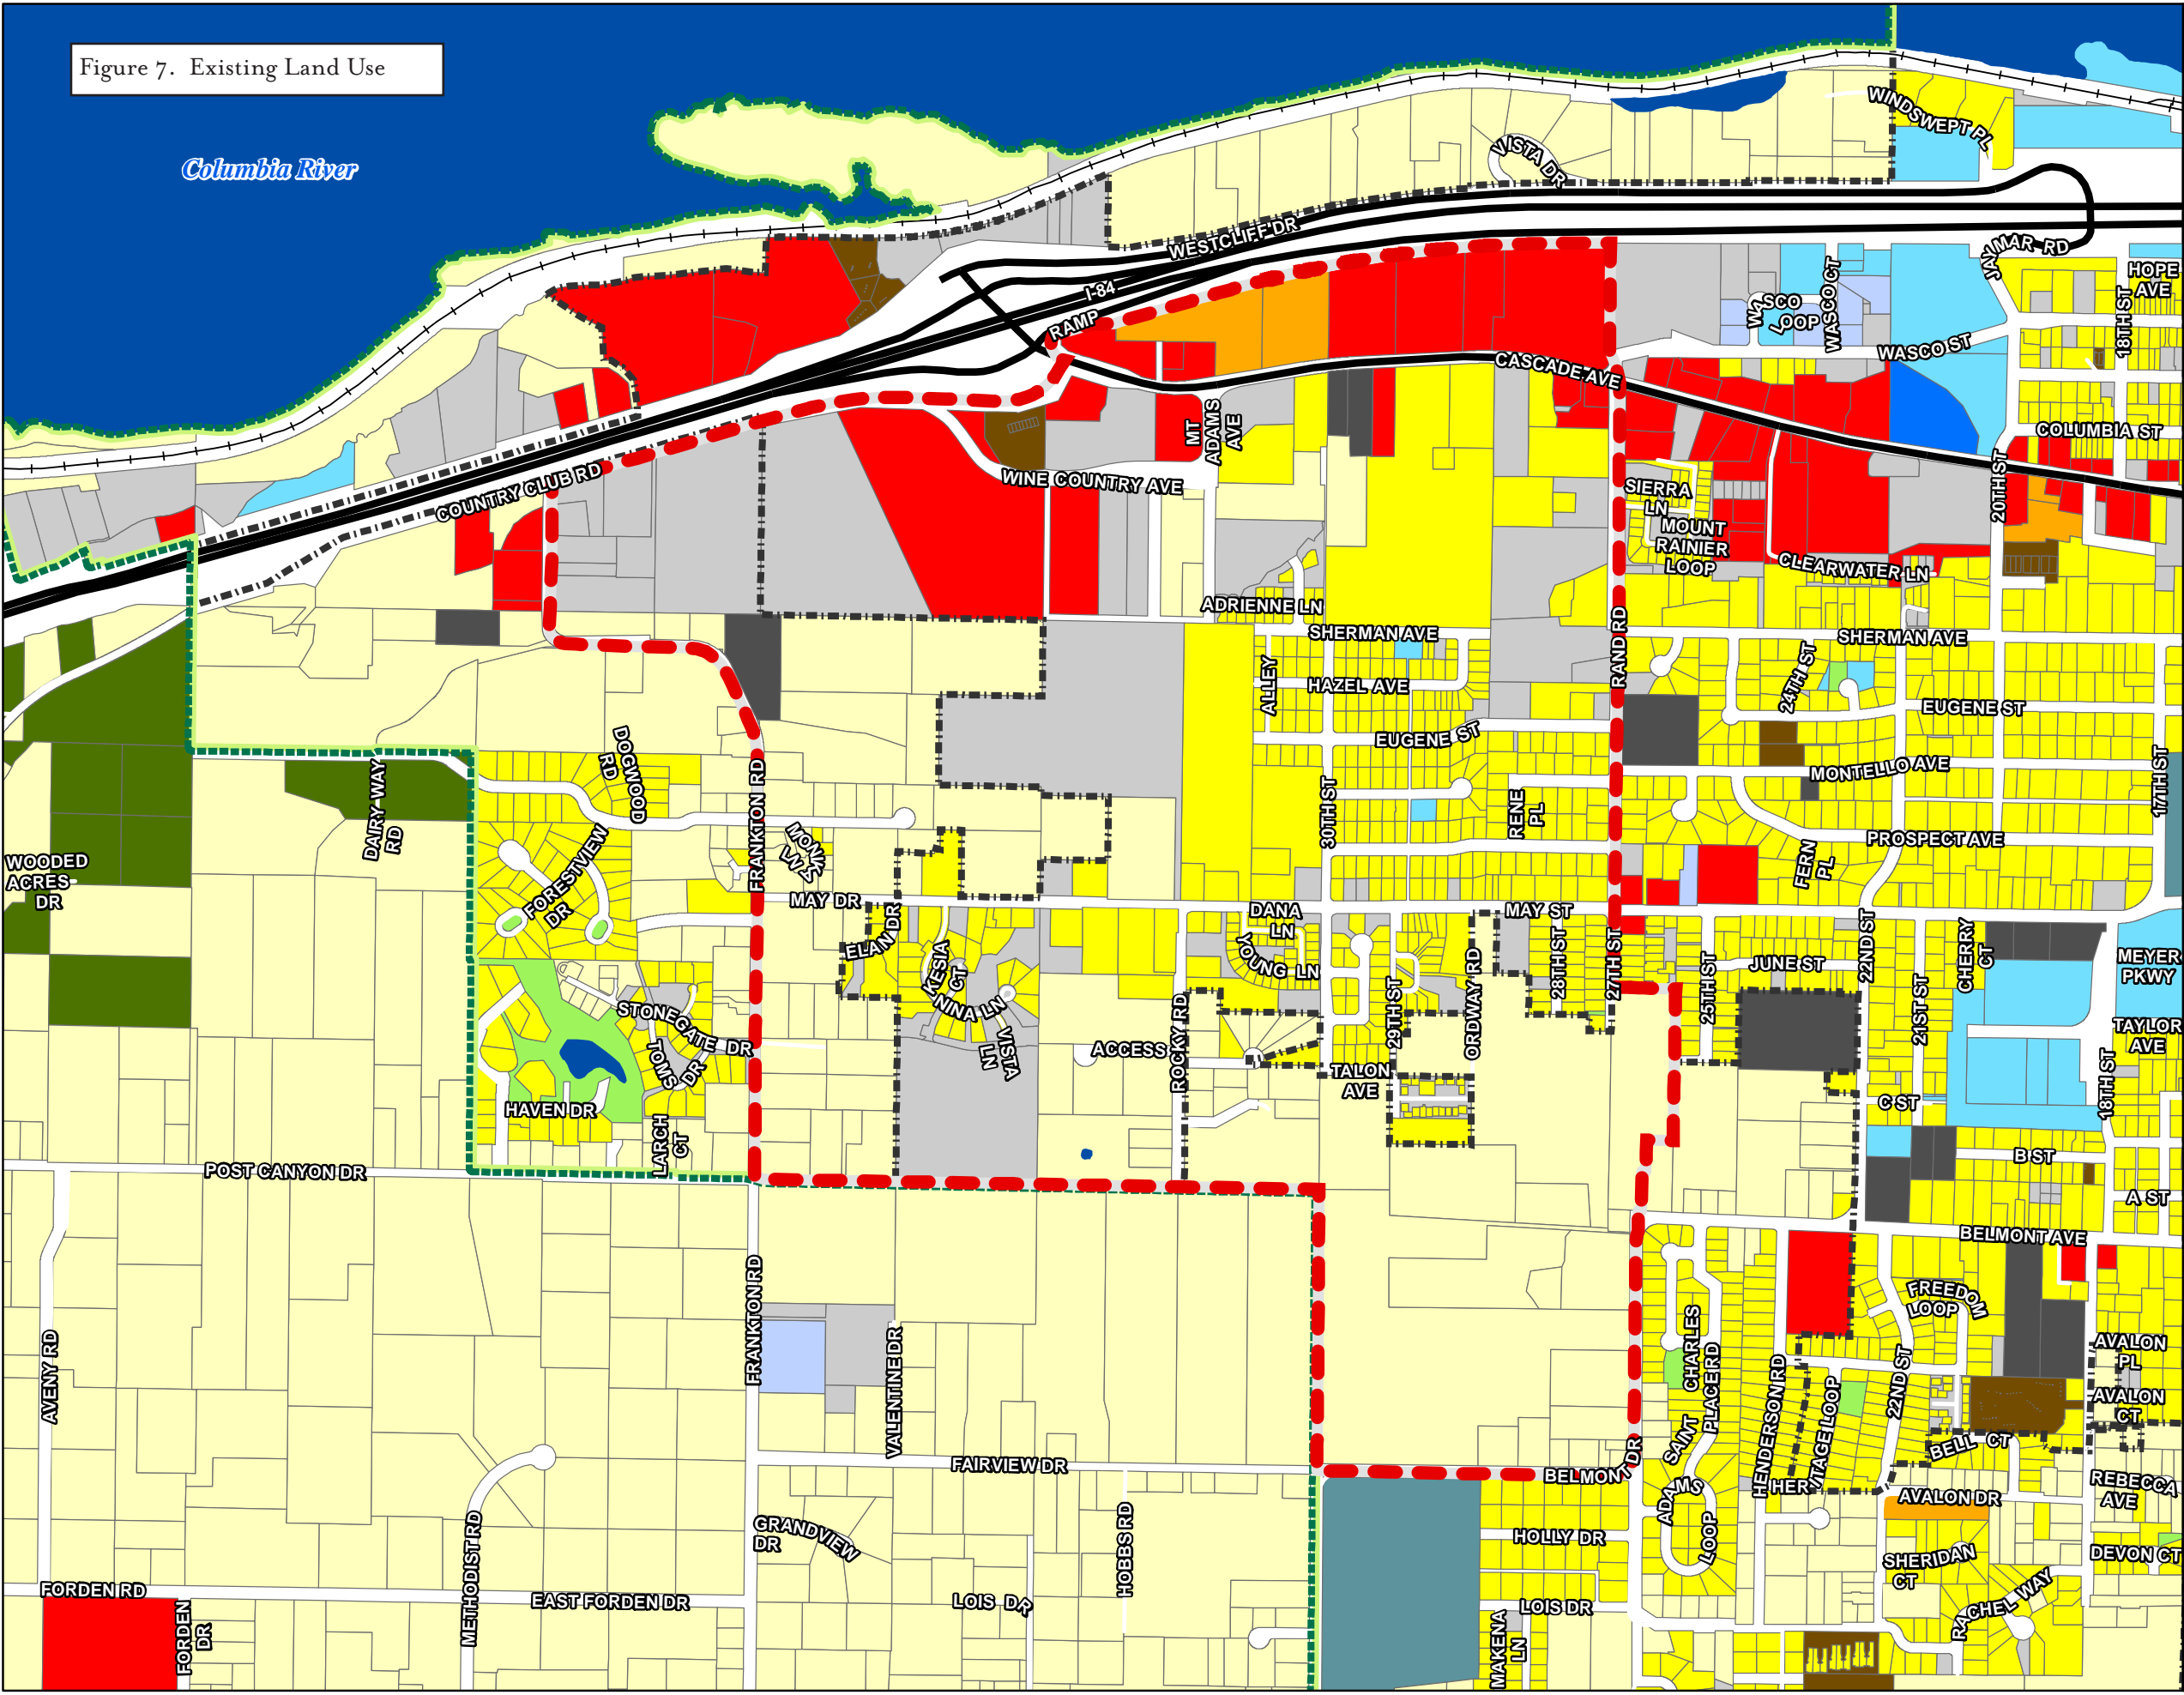 Figure 7. Existing Land Use
Columbia River
WINDSWEPT PL
VISTA DR
WESTCLIFF DR
I-84
RAMP
JAYMAR RD
HOPE
AVE
18TH ST
WASCO
LOOP
WASCO CT
WASCO ST
CASCADE AVE
MT
ADAMS
AVE
COLUMBIA ST
COUNTRY CLUB RD
WINE COUNTRY AVE
SIERRA
LN
MOUNT
RAINIER
LOOP
20TH ST
CLEARWATER LN
ADRIENNE LN
SHERMAN AVE
RAND RD
SHERMAN AVE
ALLEY
HAZEL AVE
24TH ST
EUGENE ST
EUGENE ST
DOGWOOD
RD
FRANKTON RD
MONKA
LN
30TH ST
RENE
PL
MONTELLO AVE
17TH ST
DAIRY WAY
RD
PROSPECT AVE
FERN
PL
WOODED
ACRES
DR
FORESTVIEW
DR
MAY DR
DANA
LN
MAY ST
ELAN DR
KESIA
CT
YOUNG LN
28TH ST
27TH ST
25TH ST
JUNE ST
22ND ST
CHERRY
CT
MEYER
PKWY
NINA LN
ORDWAY RD
29TH ST
21ST ST
STONEGATE DR
TOMS
DR
VISTA
LN
ACCESS
ROCKY RD
TALON
AVE
TAYLOR
AVE
18TH ST
HAVEN DR
LARCH
CT
C ST
B ST
A ST
POST CANYON DR
BELMONT AVE
AVENY RD
FRANKTON RD
VALENTINE DR
FREEDOM
LOOP
SAINT CHARLES
PLACE RD
HENDERSON RD
HERITAGE LOOP
22ND ST
AVALON
PL
AVALON
CT
BELL CT
FAIRVIEW DR
BELMONT DR
REBECCA
AVE
METHODIST RD
GRANDVIEW
DR
HOBBS RD
ADAMS
LOOP
AVALON DR
HOLLY DR
SHERIDAN
CT
DEVON CT
FORDEN RD
FORDEN
DR
EAST FORDEN DR
LOIS DR
LOIS DR
MAKENA
LN
RACHEL WAY